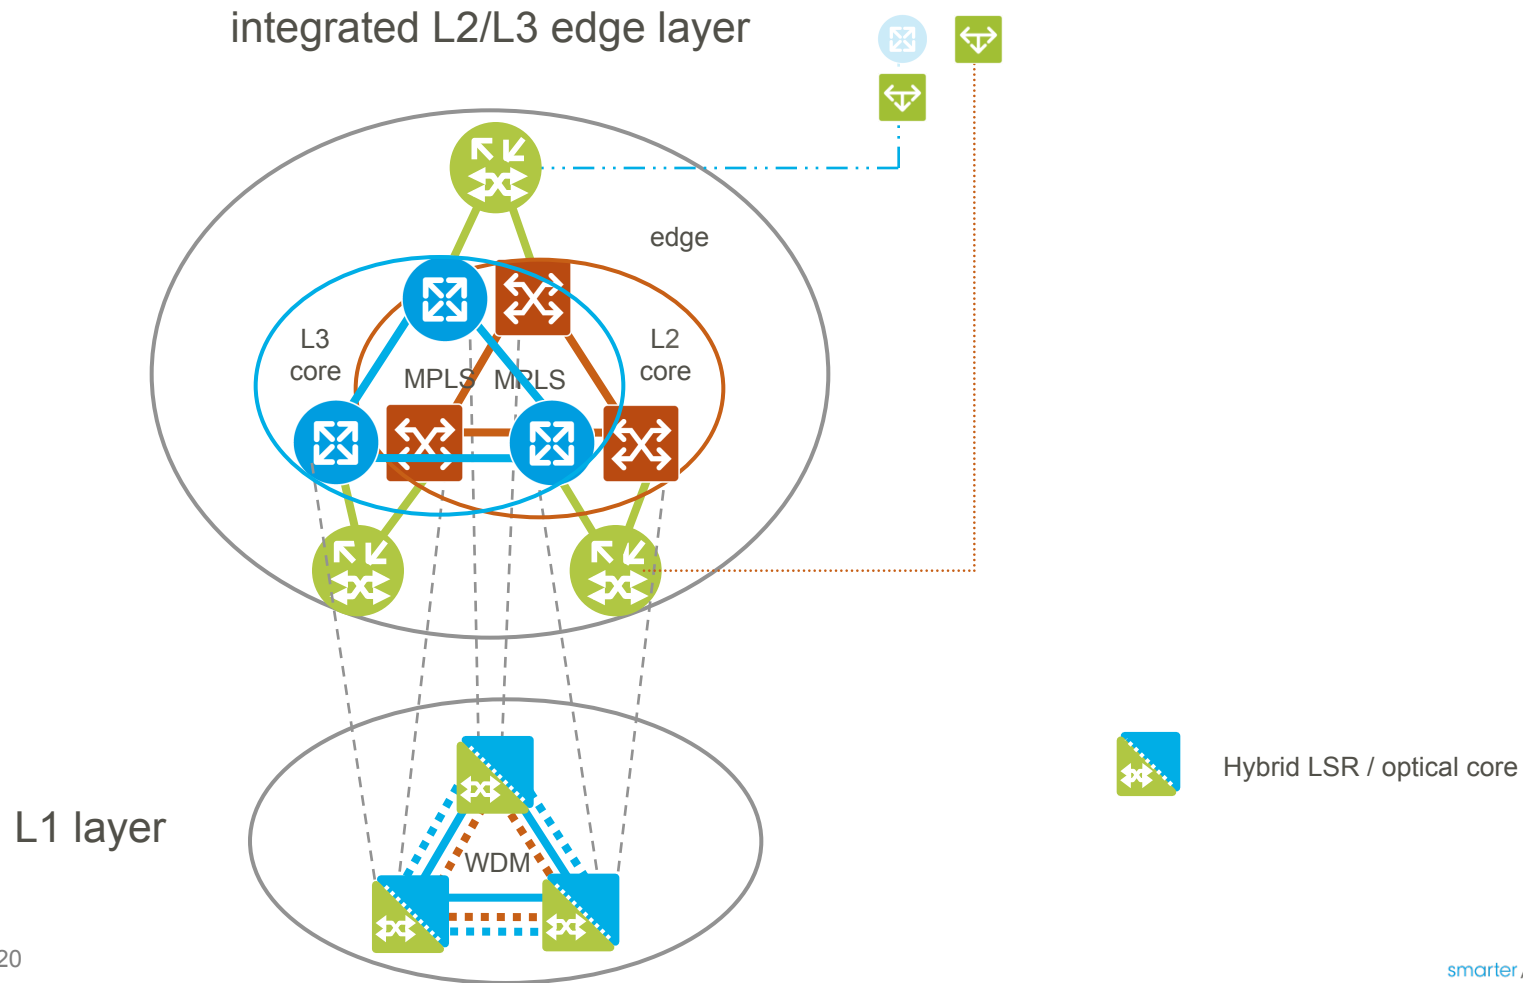 integrated L2/L3 edge layer
edge
L3
core
L2
core
MPLS
MPLS
WDM
L1 layer
Hybrid LSR / optical core
20
smarter